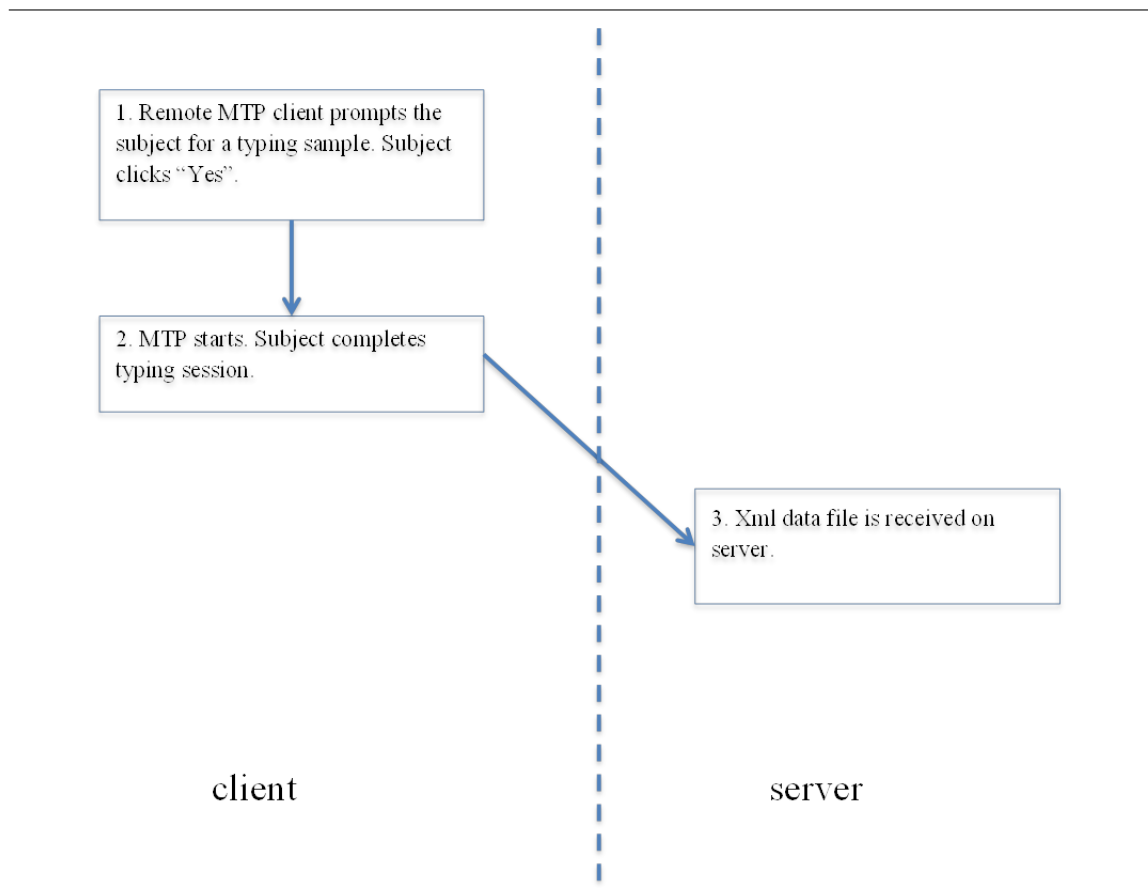 1. Remote MTP client prompts the
subject for a typing sample. Subject
clicks “Yes”.
2. MTP starts. Subject completes
typing session.
3. Xml data file is received on
server.
client
server